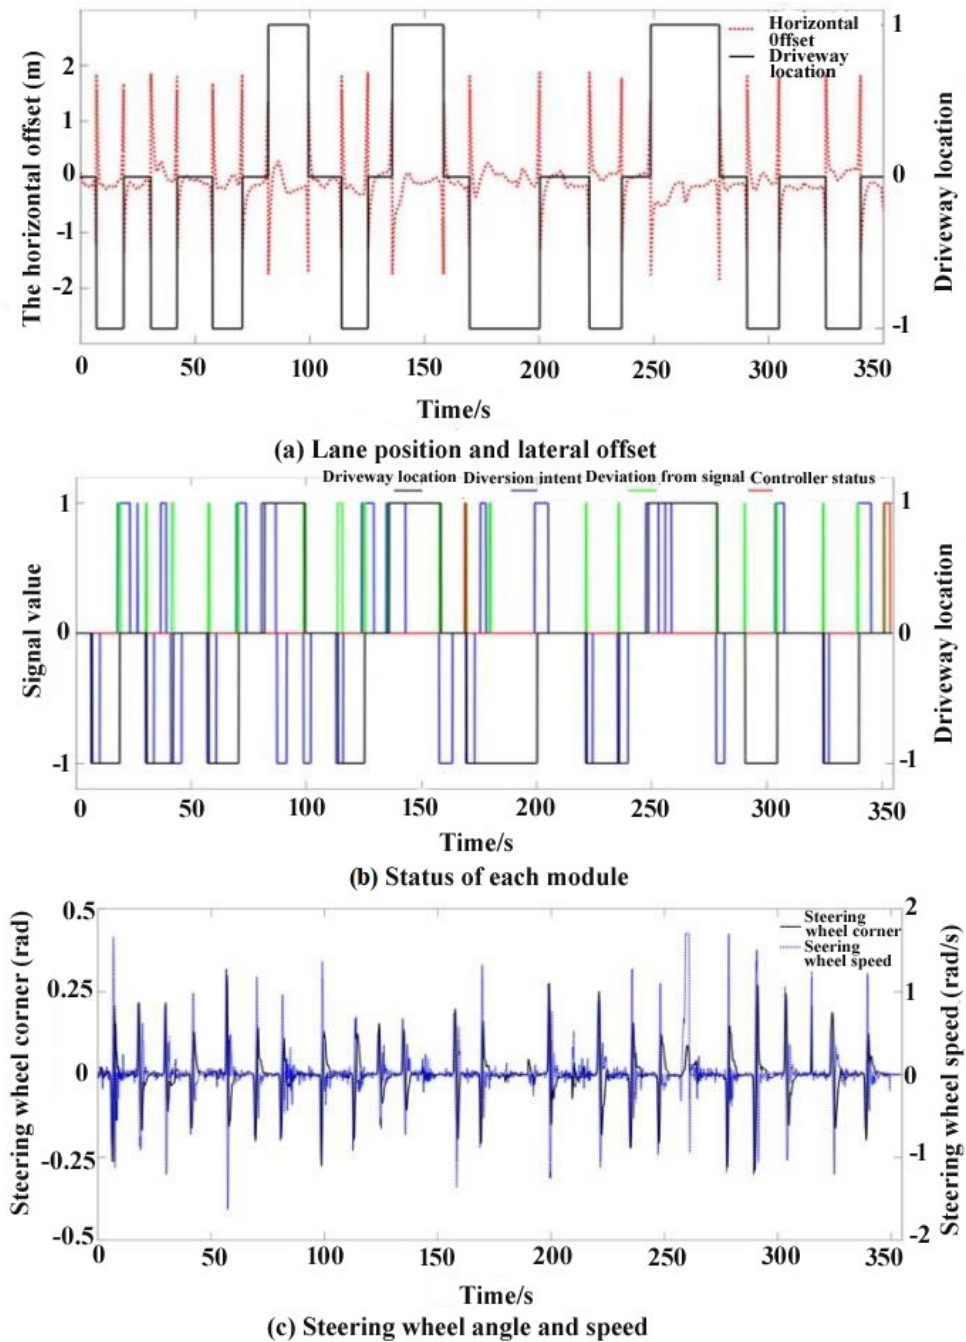 Horizontal
0ffset
Driveway
location
The horizontal offset (m)
2
1
0
-1
-2
1
0
-1
Driveway location
0 50 100 150 200 250 300 350
Time/s
(a) Lane position and lateral offset
Driveway location Diversion intent Deviation from signal Controller status
Signal value
1
0
-1
1
0
-1
Driveway location
0 50 100 150 200 250 300 350
Time/s
(b) Status of each module
Steering
wheel corner
Seering
wheel speed
Steering wheel corner (rad)
0.5
0.25
0
-0.25
-0.5
2
1
0
-1
-2
Steering wheel speed (rad/s)
0 50 100 150 200 250 300 350
Time/s
(c) Steering wheel angle and speed